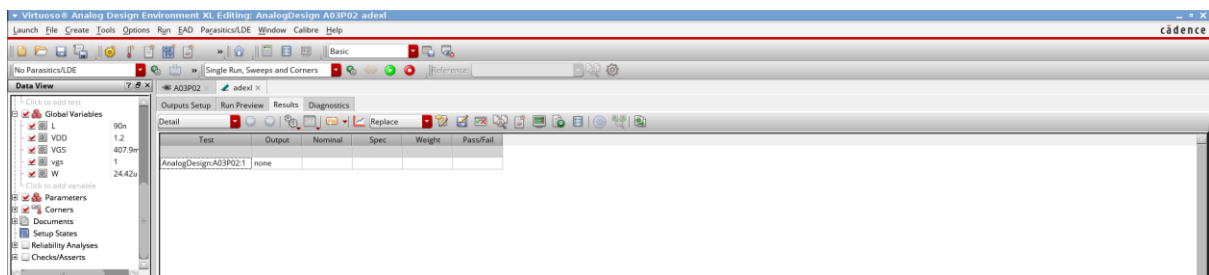 Virtuoso® Analog Design Environment XL Editing: AnalogDesign A03P02 adexl
Launch File Create Tools Options Run EAD Parasitics/LDE Window Calibre Help
cādence
Basic
No Parasitics/LDE
Single Run, Sweeps and Corners
Reference:
Data View
A03P02
adexl
Click to add test
Outputs Setup Run Preview Results Diagnostics
Global Variables
Detail
Replace
L 90n
VDD 1.2
VGS 407.9m
vgs 1
W 24.42u
Test Output Nominal Spec Weight Pass/Fail
AnalogDesign:A03P02:1 none
Click to add variable
Parameters
Corners
Documents
Setup States
Reliability Analyses
Checks/Asserts